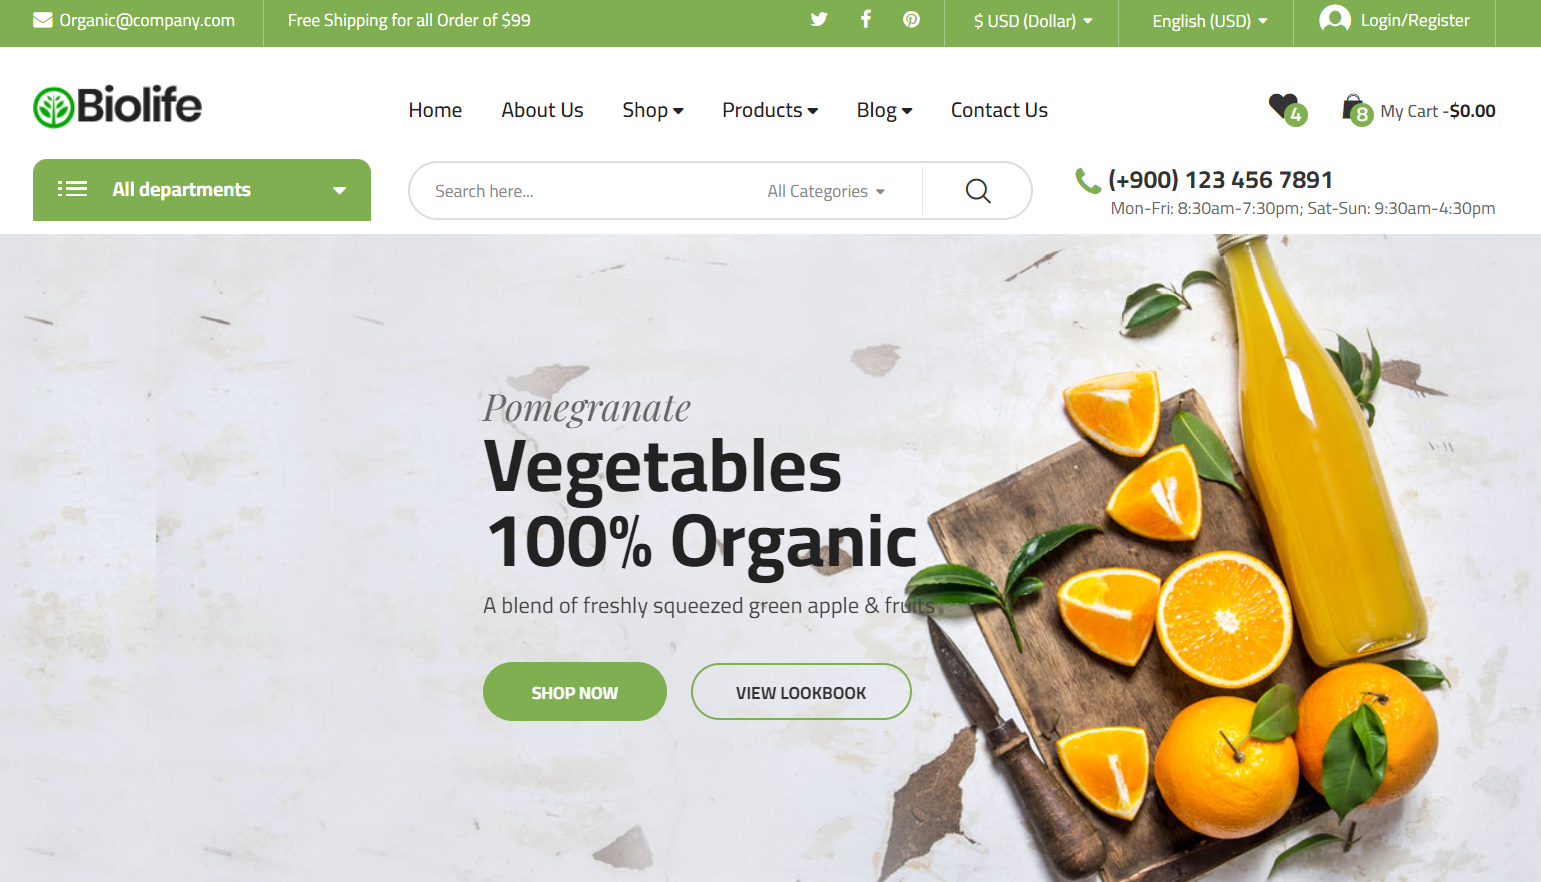 Organic@company.com
Free Shipping for all Order of $99
$ USD (Dollar)
English (USD)
Login/Register
Biolife
Home
About Us
Shop
Products
Blog
Contact Us
4
8
My Cart -$0.00
All departments
Search here...
All Categories
(+900) 123 456 7891
Mon-Fri: 8:30am-7:30pm; Sat-Sun: 9:30am-4:30pm
Pomegranate
Vegetables
100% Organic
A blend of freshly squeezed green apple & fruits
SHOP NOW
VIEW LOOKBOOK